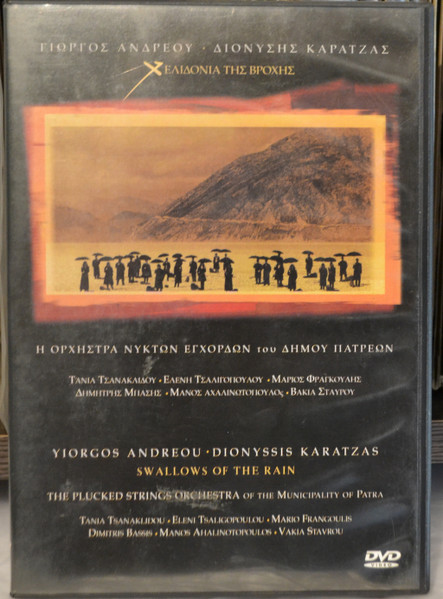 ΓΙΩΡΓΟΣ ΑΝΔΡΕΟΥ · ΔΙΟΝΥΣΗΣ ΚΑΡΑΤΖΑΣ
ΧΕΛΙΔΟΝΙΑ ΤΗΣ ΒΡΟΧΗΣ
Η ΟΡΧΗΣΤΡΑ ΝΥΚΤΩΝ ΕΓΧΟΡΔΩΝ του ΔΗΜΟΥ ΠΑΤΡΕΩΝ
ΤΑΝΙΑ ΤΣΑΝΑΚΛΙΔΟΥ · ΕΛΕΝΗ ΤΣΑΛΙΓΟΠΟΥΛΟΥ · ΜΑΡΙΟΣ ΦΡΑΓΚΟΥΛΗΣ
ΔΗΜΗΤΡΗΣ ΜΠΑΣΗΣ · ΜΑΝΟΣ ΑΧΑΛΙΝΩΤΟΠΟΥΛΟς · ΒΑΚΙΑ ΣΤΑΥΡΟΥ
YIORGOS ANDREOU · DIONYSSIS KARATZAS
SWALLOWS OF THE RAIN
THE PLUCKED STRINGS ORCHESTRA OF THE MUNICIPALITY OF PATRA
TANIA TSANAKLIDOU · ELENI TSALIGOPOULOU · MARIO FRANGOULIS
DIMITRIS BASSIS · MANOS AHALINOTOPOULOS · VAKIA STAVROU
DVD
VIDEO